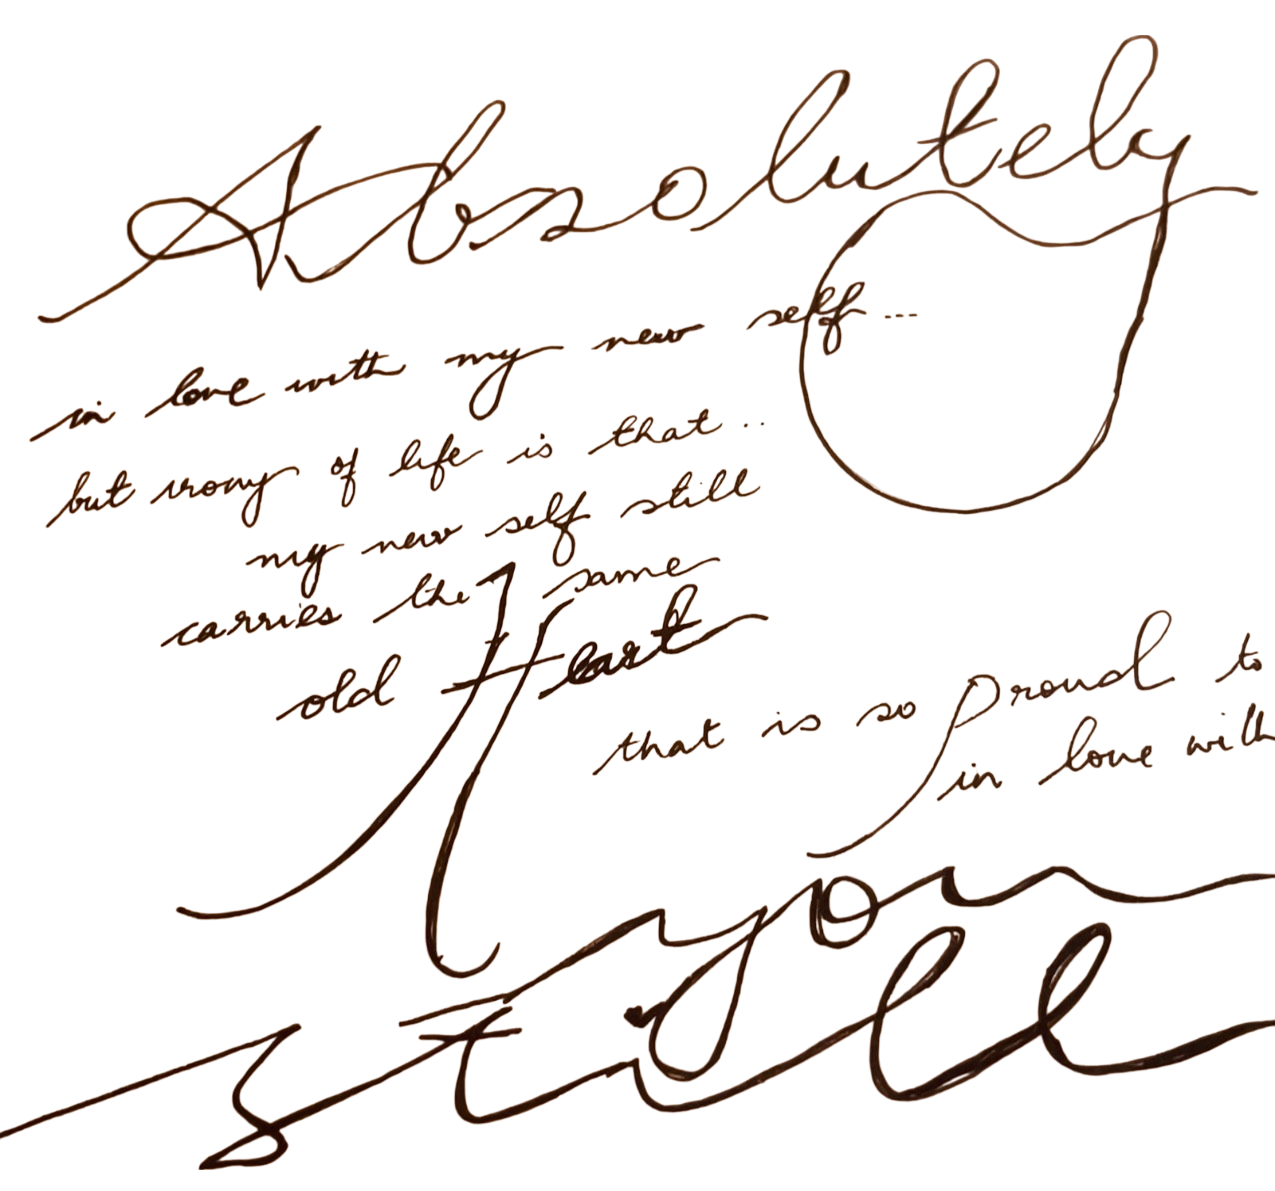 Absolutely
in love with my new self...
but irony of life is that..
my new self still
carries the same
old Heart
that is so proud to
in love with
you
still